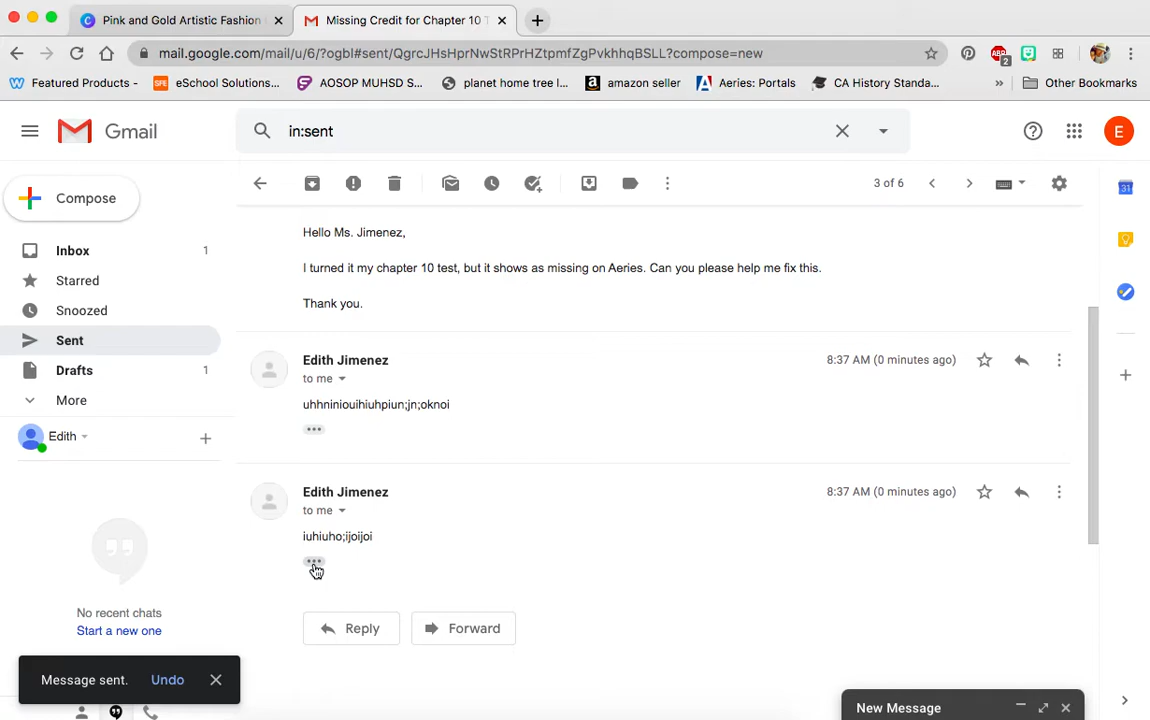 Pink and Gold Artistic Fashion
Missing Credit for Chapter 10 T
mail.google.com/mail/u/6/?ogbl#sent/QgrcJHsHprNwStRPrHZtpmfZgPvkhhqBSLL?compose=new
Featured Products - eSchool Solutions... AOSOP MUHSD S... planet home tree l... amazon seller Aeries: Portals CA History Standa... » Other Bookmarks
Gmail
in:sent
E
Compose
3 of 6
Inbox 1
Starred
Snoozed
Sent
Drafts 1
More
Edith
Hello Ms. Jimenez,
I turned it my chapter 10 test, but it shows as missing on Aeries. Can you please help me fix this.
Thank you.
Edith Jimenez 8:37 AM (0 minutes ago)
to me
uhhniniouihiuhpiun;jn;oknoi
Edith Jimenez 8:37 AM (0 minutes ago)
to me
iuhiuho;ijoijoi
Reply Forward
No recent chats
Start a new one
Message sent. Undo
New Message
31
ABP
2